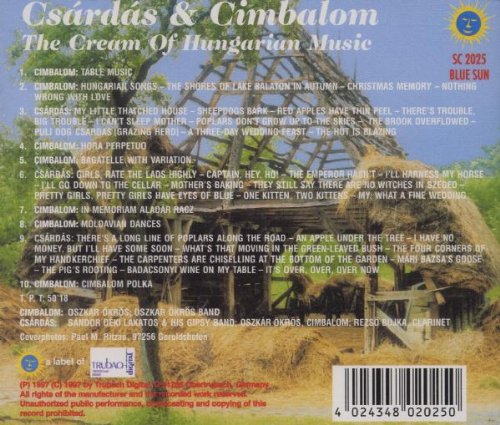 Csárdás & Cimbalom
The Cream Of Hungarian Music
SC 2025
BLUE SUN
1. CIMBALOM: TABLE MUSIC
2. CIMBALOM: HUNGARIAN SONGS – THE SHORES OF LAKE BALATON IN AUTUMN – CHRISTMAS MEMORY – NOTHING
WRONG WITH LOVE
3. CSÁRDÁS: MY LITTLE THATCHED HOUSE – SHEEPDOGS BARK – RED APPLES HAVE THIN PEEL – THERE'S TROUBLE,
BIG TROUBLE – I CAN'T SLEEP MOTHER – POPLARS DON'T GROW UP TO THE SKIES – THE BROOK OVERFLOWED –
PULI DOG CSÁRDÁS (GRAZING HERD) – A THREE-DAY WEDDING FEAST – THE HUT IS BLAZING
4. CIMBALOM: HORA PERPETUO
5. CIMBALOM: BAGATELLE WITH VARIATION
6. CSÁRDÁS: GIRLS, RATE THE LADS HIGHLY – CAPTAIN, HEY, HO! – THE EMPEROR HASN'T – I'LL HARNESS MY HORSE
– I'LL GO DOWN TO THE CELLAR – MOTHER'S BAKING – THEY STILL SAY THERE ARE NO WITCHES IN SZEGED –
PRETTY GIRLS, PRETTY GIRLS HAVE EYES OF BLUE – ONE KITTEN, TWO KITTENS – MY, WHAT A FINE WEDDING
7. CIMBALOM: IN MEMORIAM ALADÁR RÁCZ
8. CIMBALOM: MOLDAVIAN DANCES
9. CSÁRDÁS: THERE'S A LONG LINE OF POPLARS ALONG THE ROAD – AN APPLE UNDER THE TREE – I HAVE NO
MONEY, BUT I'LL HAVE SOME SOON – WHAT'S THAT MOVING IN THE GREEN-LEAVED BUSH – THE FOUR CORNERS OF
MY HANDKERCHIEF – THE CARPENTERS ARE CHISELLING AT THE BOTTOM OF THE GARDEN – MÁRI BAZSA'S GOOSE
– THE PIG'S ROOTING – BADACSONYI WINE ON MY TABLE – IT'S OVER, OVER, OVER NOW
10. CIMBALOM: CIMBALOM POLKA
T. P. T.: 50'18
CIMBALOM: OSZKÁR ÖKRÖS, OSZKÁR ÖKRÖS BAND
CSÁRDÁS: SÁNDOR DÉKI LAKATOS & HIS GIPSY BAND; OSZKÁR ÖKRÖS, CIMBALOM; REZSŐ BOJKA, CLARINET
Coverphotos: Paul M. 97256 Geroldshofen
a label of
TRUBACH
digital
(P) 1997 (C) 1997 by Trubach Digital, Obertrubach, Germany
All rights of the manufacturer and the recorded work reserved.
Unauthorized public performance, broadcasting and copying of this
record prohibited.
4 024348 020250